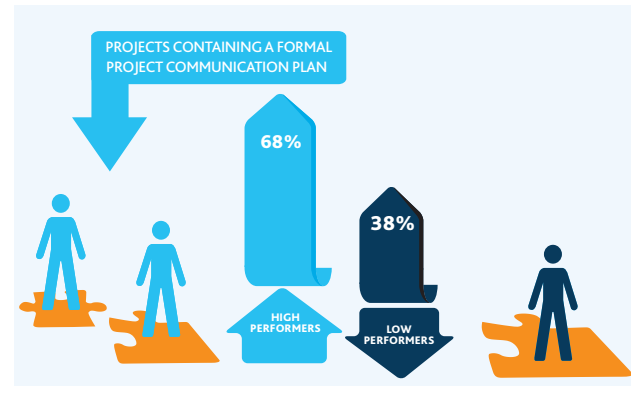 PROJECTS CONTAINING A FORMAL
PROJECT COMMUNICATION PLAN
68%
38%
HIGH
PERFORMERS
LOW
PERFORMERS